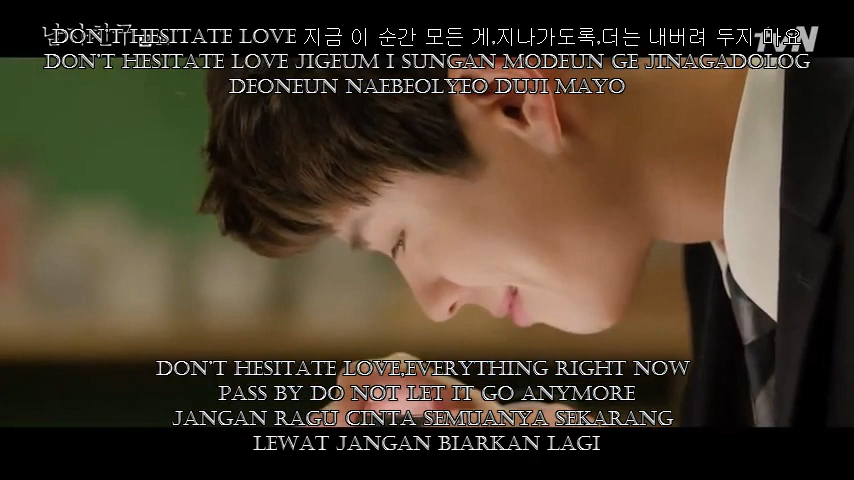 DON'T HESITATE LOVE 지금 이 순간 모든 게,지나가도록,더는 내버려 두지 마요
tvN
DON'T HESITATE LOVE JIGEUM I SUNGAN MODEUN GE JINAGADOLOG
DEONEUN NAEBEOLYEO DUJI MAYO
DON'T HESITATE LOVE,EVERYTHING RIGHT NOW
PASS BY DO NOT LET IT GO ANYMORE
JANGAN RAGU CINTA SEMUANYA SEKARANG
LEWAT JANGAN BIARKAN LAGI